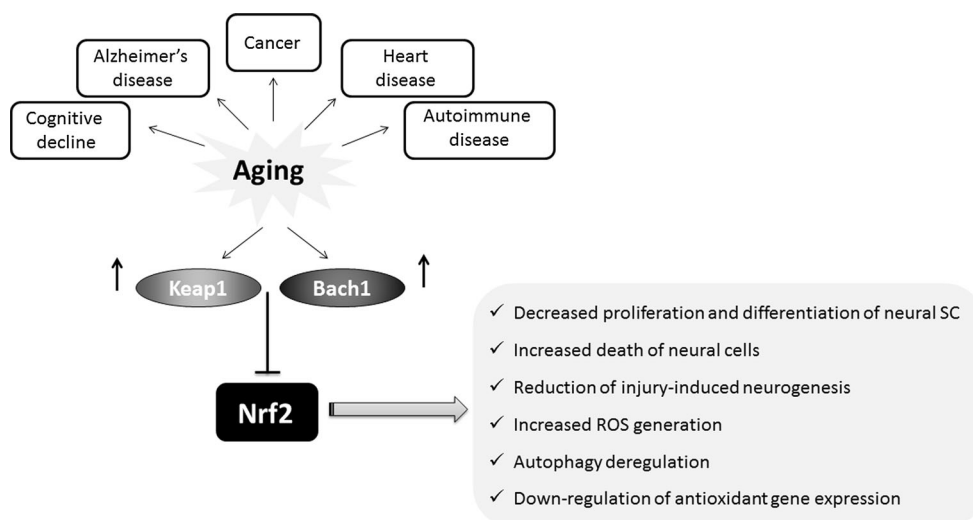 Cancer
Alzheimer's
disease
Heart
disease
Cognitive
decline
Autoimmune
disease
Aging
Keap1
Bach1
Nrf2
✓ Decreased proliferation and differentiation of neural SC
✓ Increased death of neural cells
✓ Reduction of injury-induced neurogenesis
✓ Increased ROS generation
✓ Autophagy deregulation
✓ Down-regulation of antioxidant gene expression